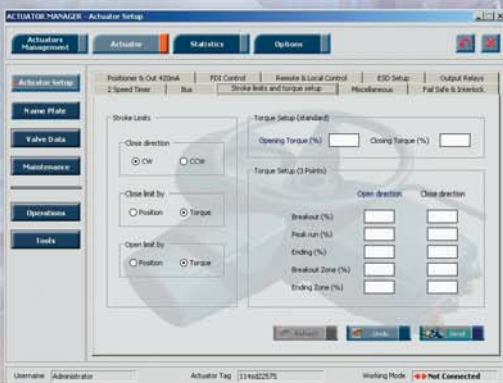 ACTUATOR MANAGER - Actuator Setup
Actuators Management
Actuator
Statistics
Options
Actuator Setup
Name Plate
Valve Data
Maintenance
Operations
Tools
Positioner & Out 420mA
PDI Control
Remote & Local Control
ESD Setup
Output Relays
2 Speed Timer
Bus
Stroke limits and torque setup
Miscellaneous
Fail Safe & Interlock
Stroke Limits
Close direction
CW
CCW
Close limit by
Position
Torque
Open limit by
Position
Torque
Torque Setup (standard)
Opening Torque (%)
Closing Torque (%)
Torque Setup (3 Points)
Open direction
Close direction
Breakout (%)
Peak run (%)
Ending (%)
Breakout Zone (%)
Ending Zone (%)
Refresh
Undo
Send
Username
Administrator
Actuator Tag
114sd22575
Working Mode
Not Connected